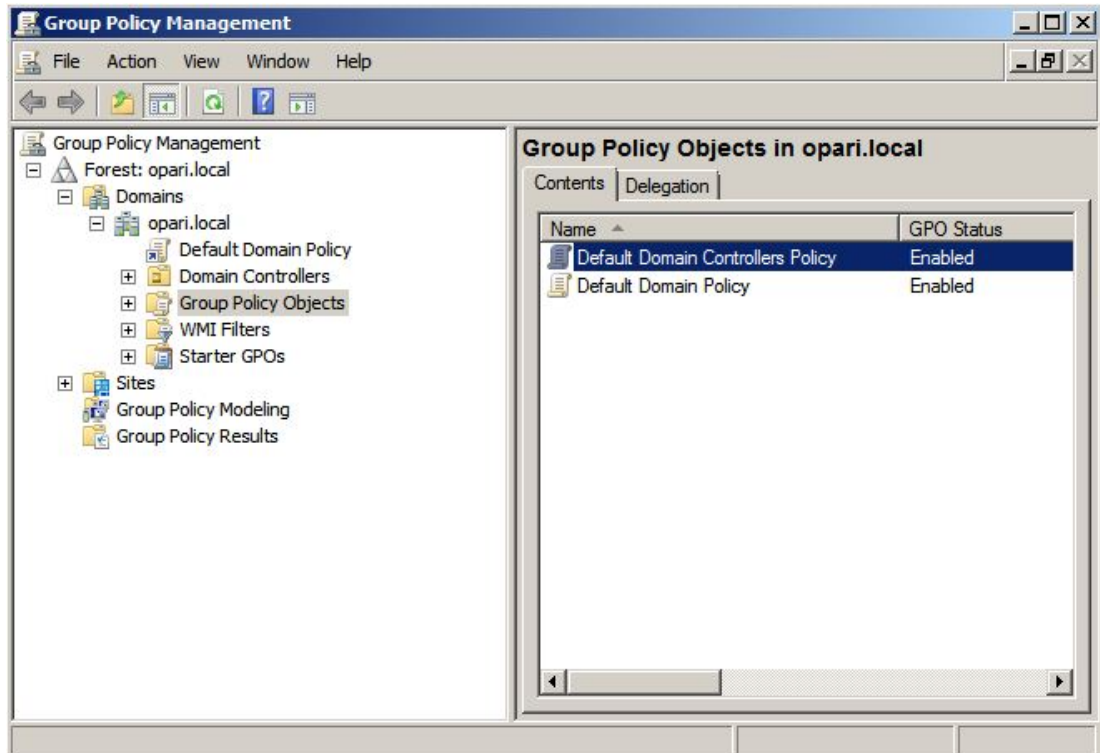 Group Policy Management
File Action View Window Help
Group Policy Management
Forest: opari.local
Domains
opari.local
Default Domain Policy
Domain Controllers
Group Policy Objects
WMI Filters
Starter GPOs
Sites
Group Policy Modeling
Group Policy Results
Group Policy Objects in opari.local
Contents Delegation
Name GPO Status
Default Domain Controllers Policy Enabled
Default Domain Policy Enabled